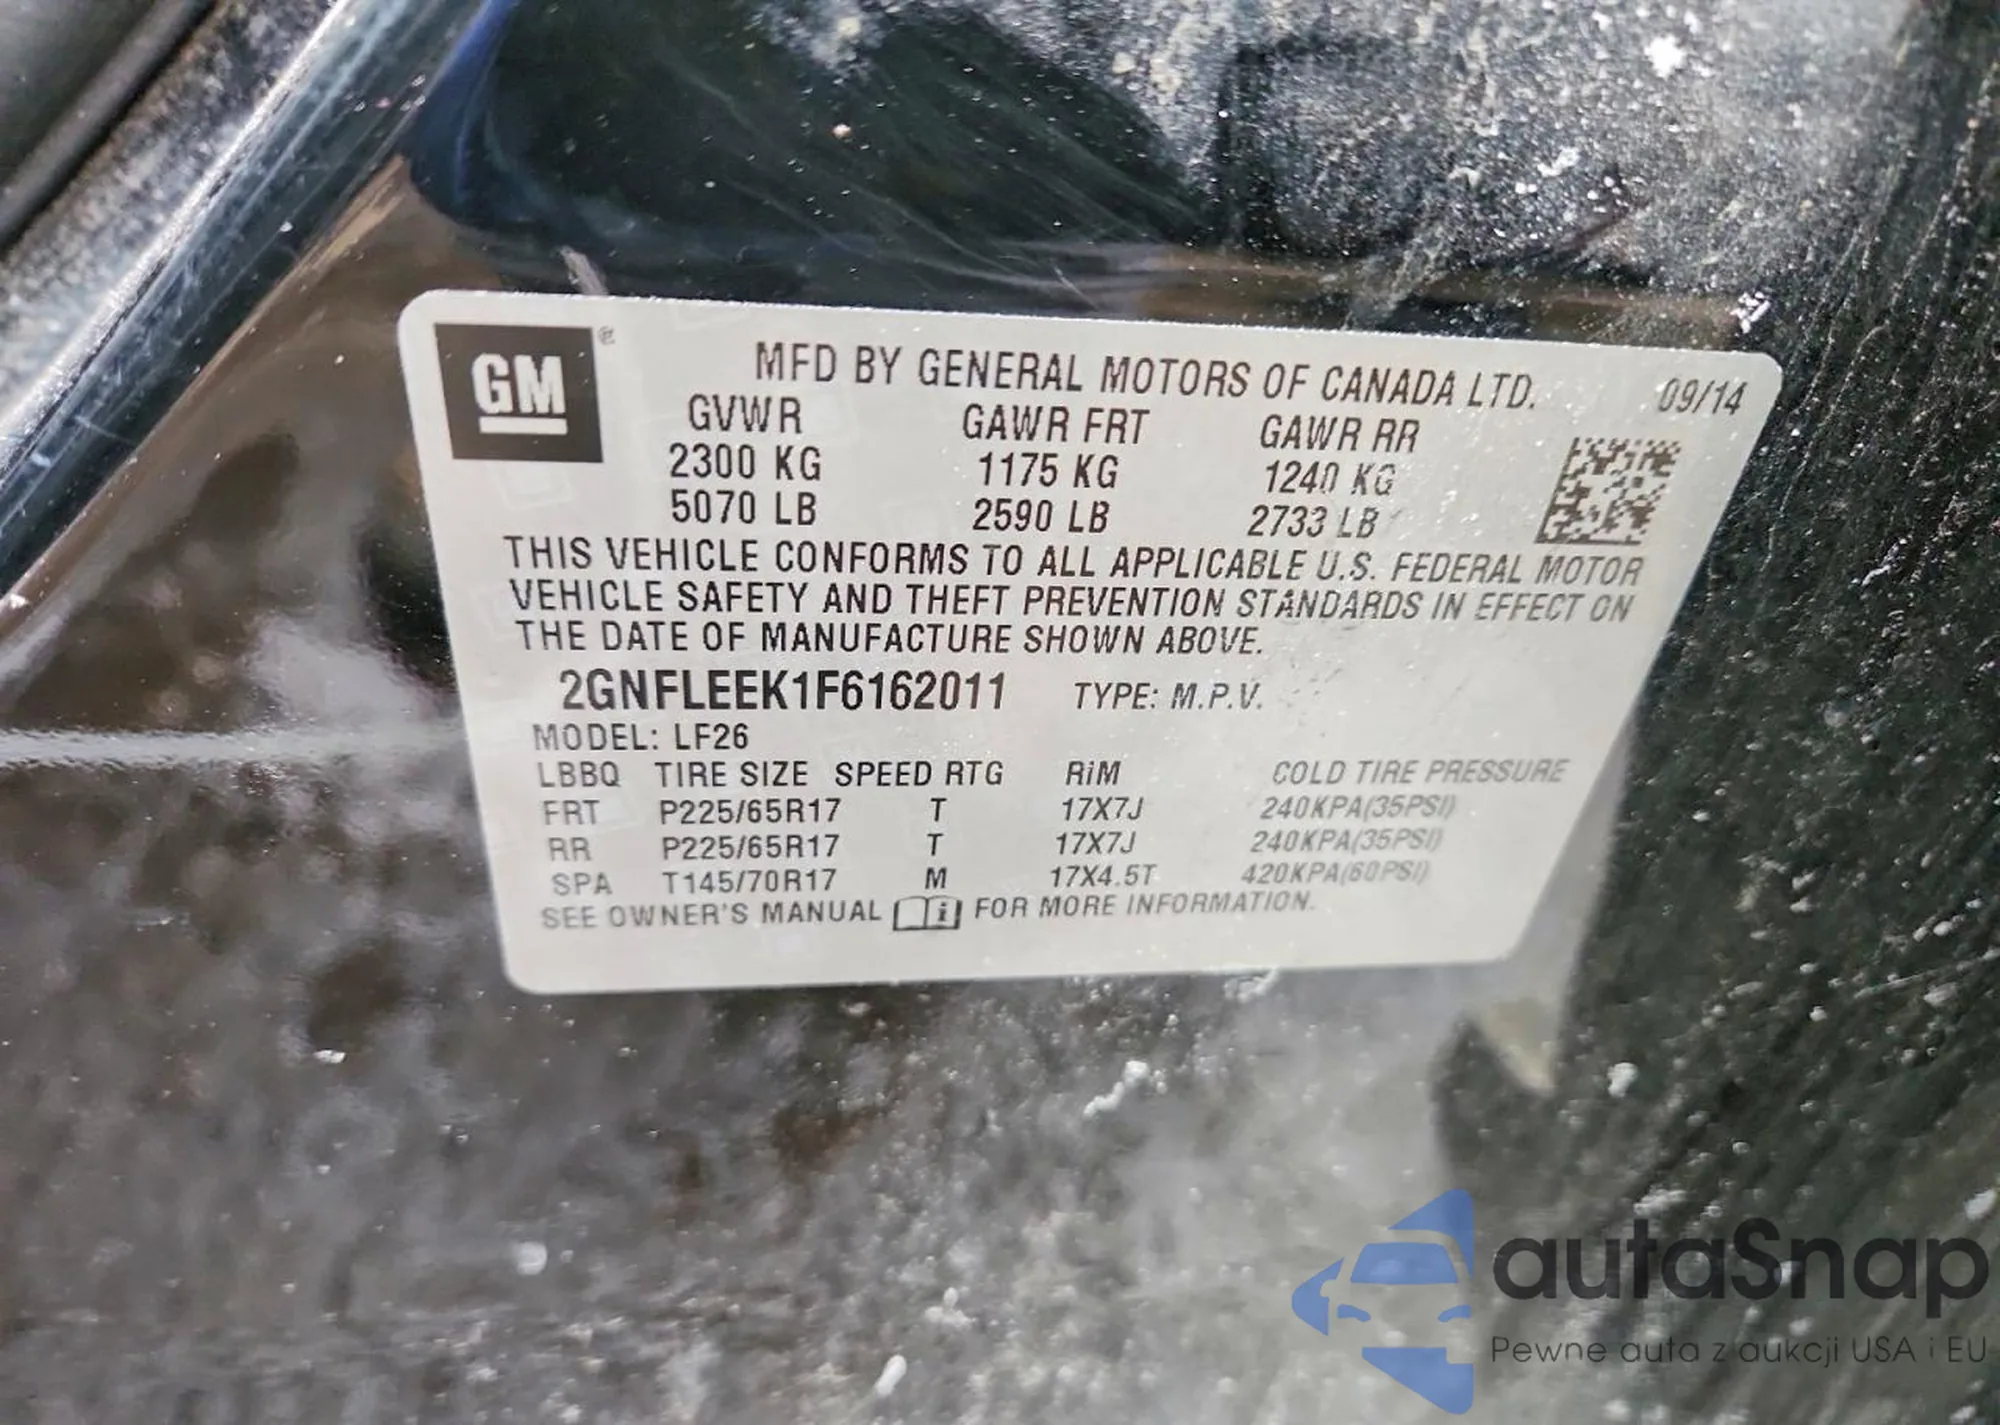 GM ®
MFD BY GENERAL MOTORS OF CANADA LTD. 09/14
GVWR GAWR FRT GAWR RR
2300 KG 1175 KG 1240 KG
5070 LB 2590 LB 2733 LB
THIS VEHICLE CONFORMS TO ALL APPLICABLE U.S. FEDERAL MOTOR
VEHICLE SAFETY AND THEFT PREVENTION STANDARDS IN EFFECT ON
THE DATE OF MANUFACTURE SHOWN ABOVE.
2GNFLEEK1F6162011 TYPE: M.P.V.
MODEL: LF26
LBBQ TIRE SIZE SPEED RTG RiM COLD TIRE PRESSURE
FRT P225/65R17 T 17X7J 240KPA(35PSI)
RR P225/65R17 T 17X7J 240KPA(35PSI)
SPA T145/70R17 M 17X4.5T 420KPA(60PSI)
SEE OWNER'S MANUAL i FOR MORE INFORMATION.
autaSnap
Pewne auta z aukcji USA i EU